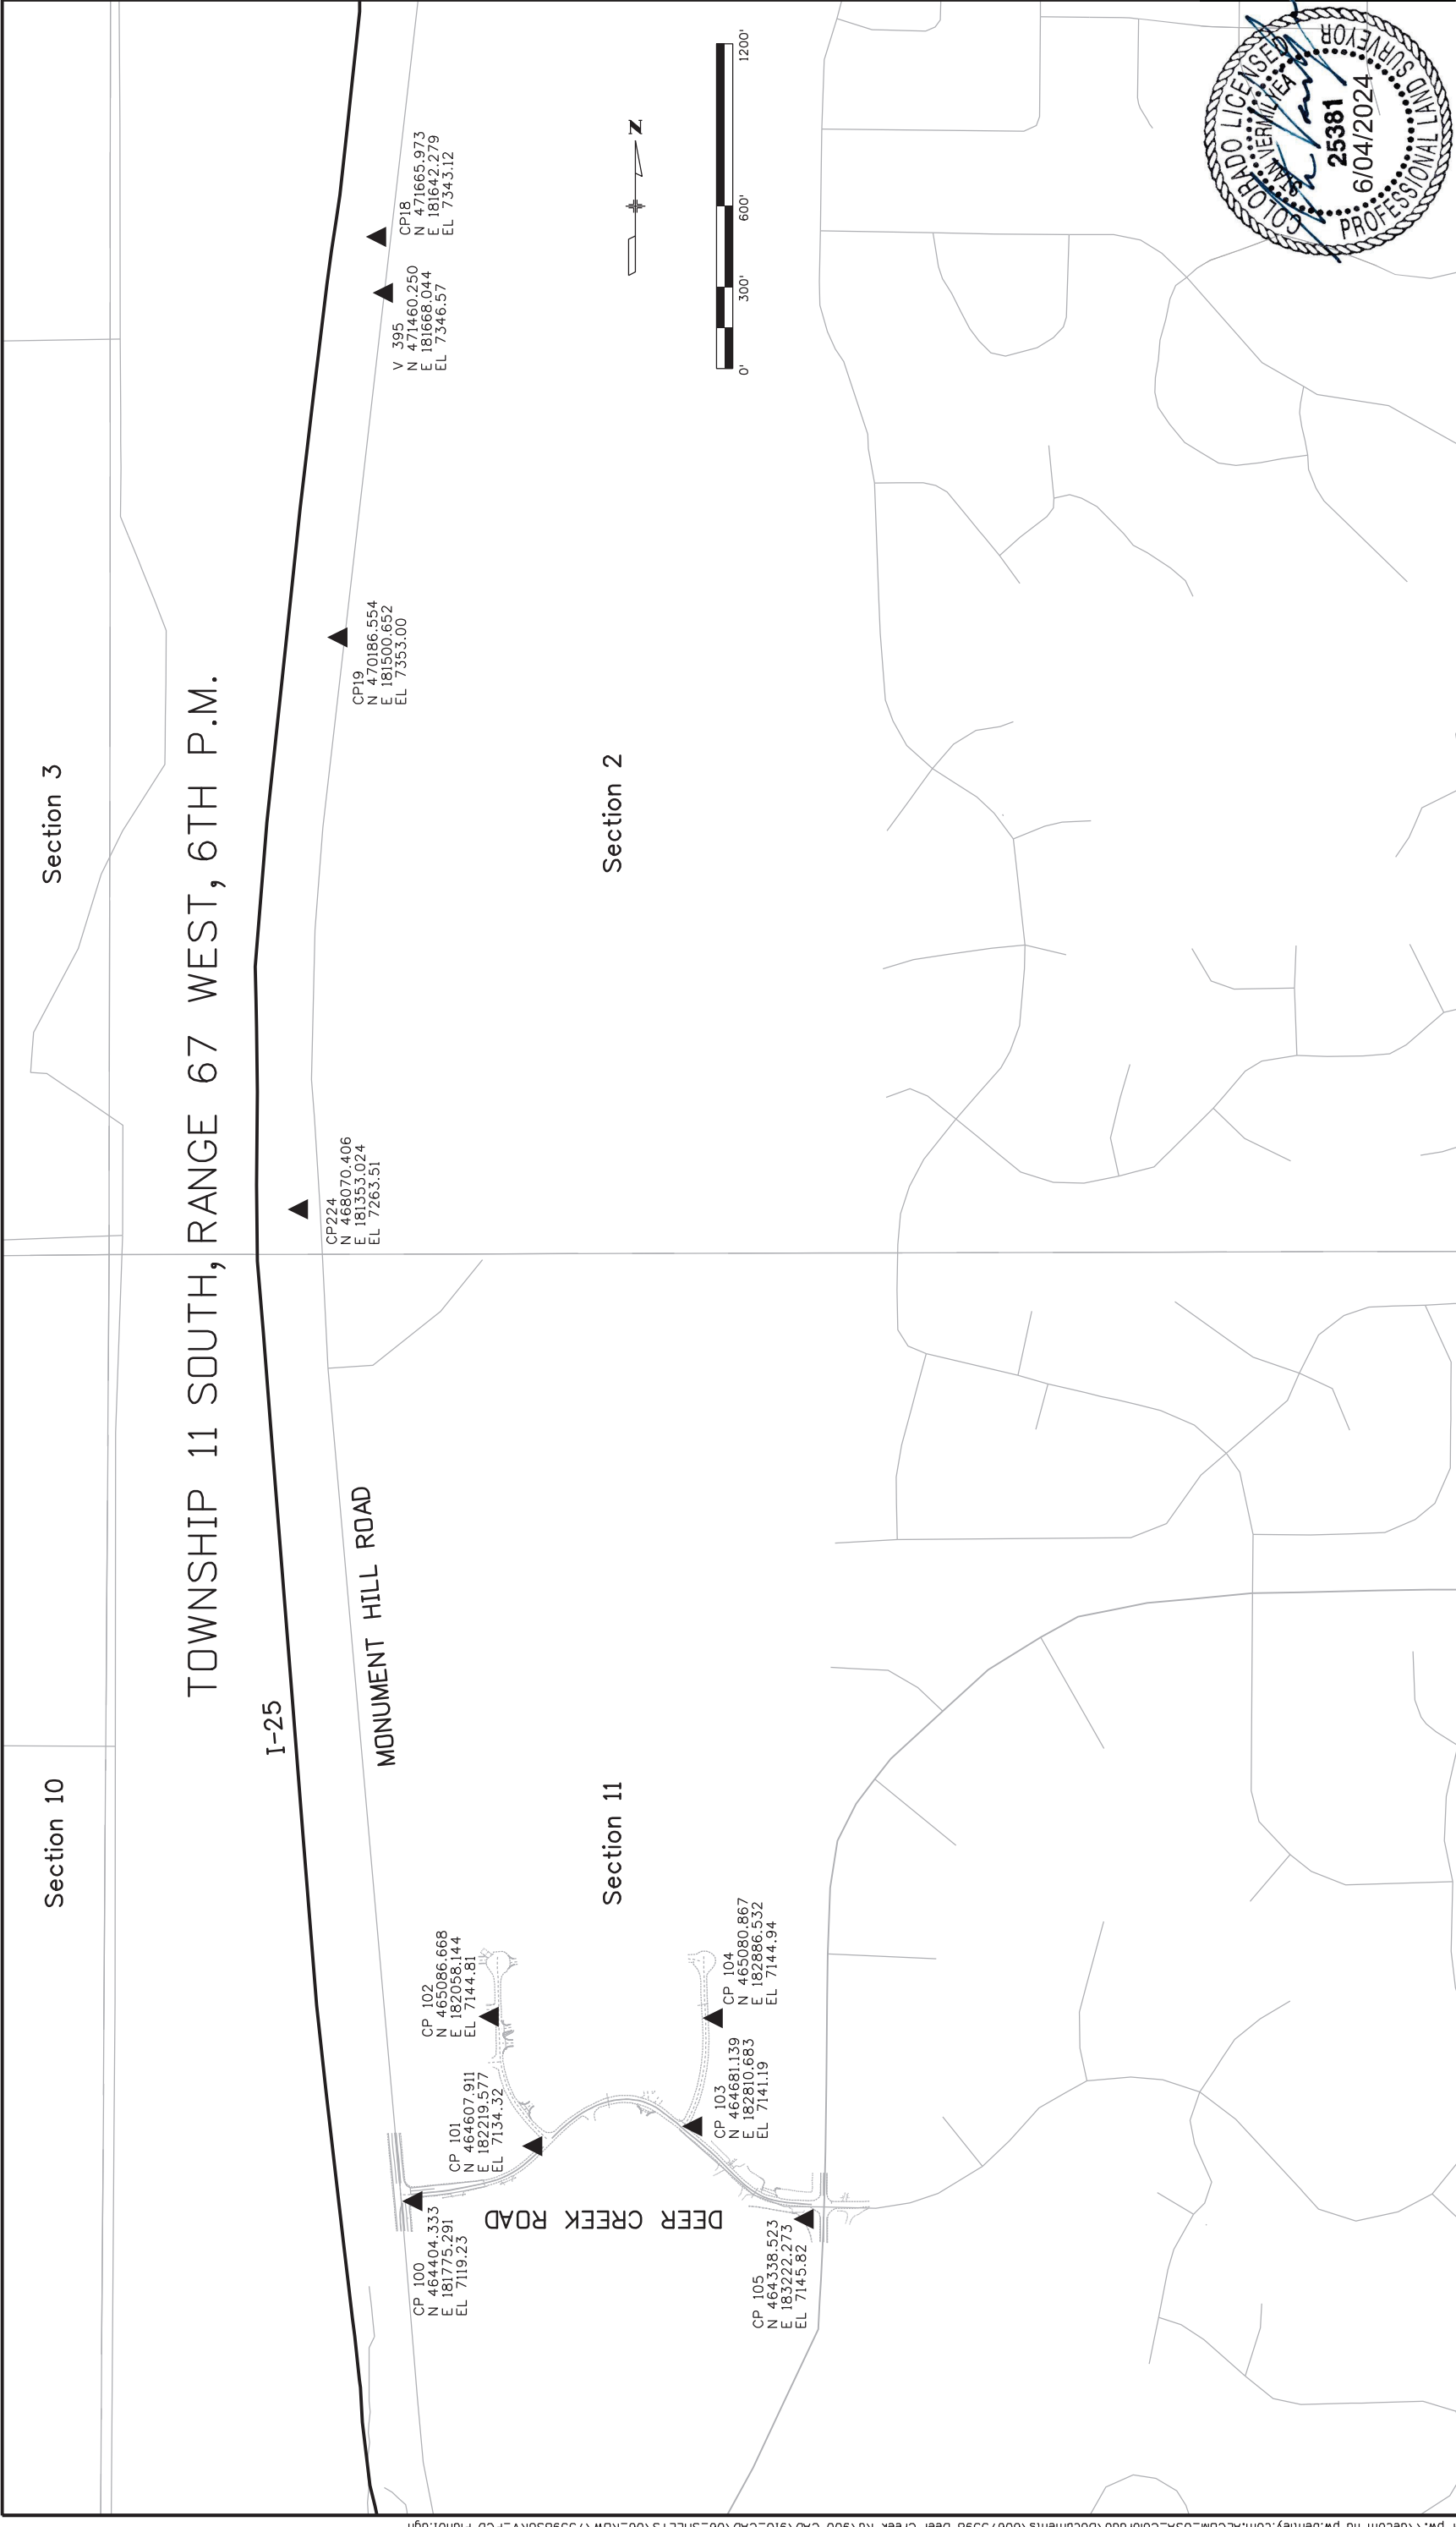 Section 3
Section 10
TOWNSHIP 11 SOUTH, RANGE 67 WEST, 6TH P.M.
I-25
MONUMENT HILL ROAD
CP18
N 471665.973
E 181642.279
EL 7343.12
V 395
N 471460.250
E 181668.044
EL 7346.57
CP19
N 470186.554
E 181500.652
EL 7353.00
CP224
N 468070.406
E 181353.024
EL 7263.51
Section 2
Section 11
CP 102
N 465086.668
E 182058.144
EL 7144.81
CP 101
N 464607.911
E 182219.577
EL 7134.32
CP 100
N 464404.333
E 181775.291
EL 7119.23
DEER CREEK ROAD
CP 104
N 465080.867
E 182886.532
EL 7144.94
CP 103
N 464681.139
E 182810.683
EL 7141.19
CP 105
N 464338.523
E 183222.273
EL 7145.82
N
0' 300' 600' 1200'
COLORADO LICENSED
VERMILYEA
25381
6/04/2024
PROFESSIONAL LAND SURVEYOR